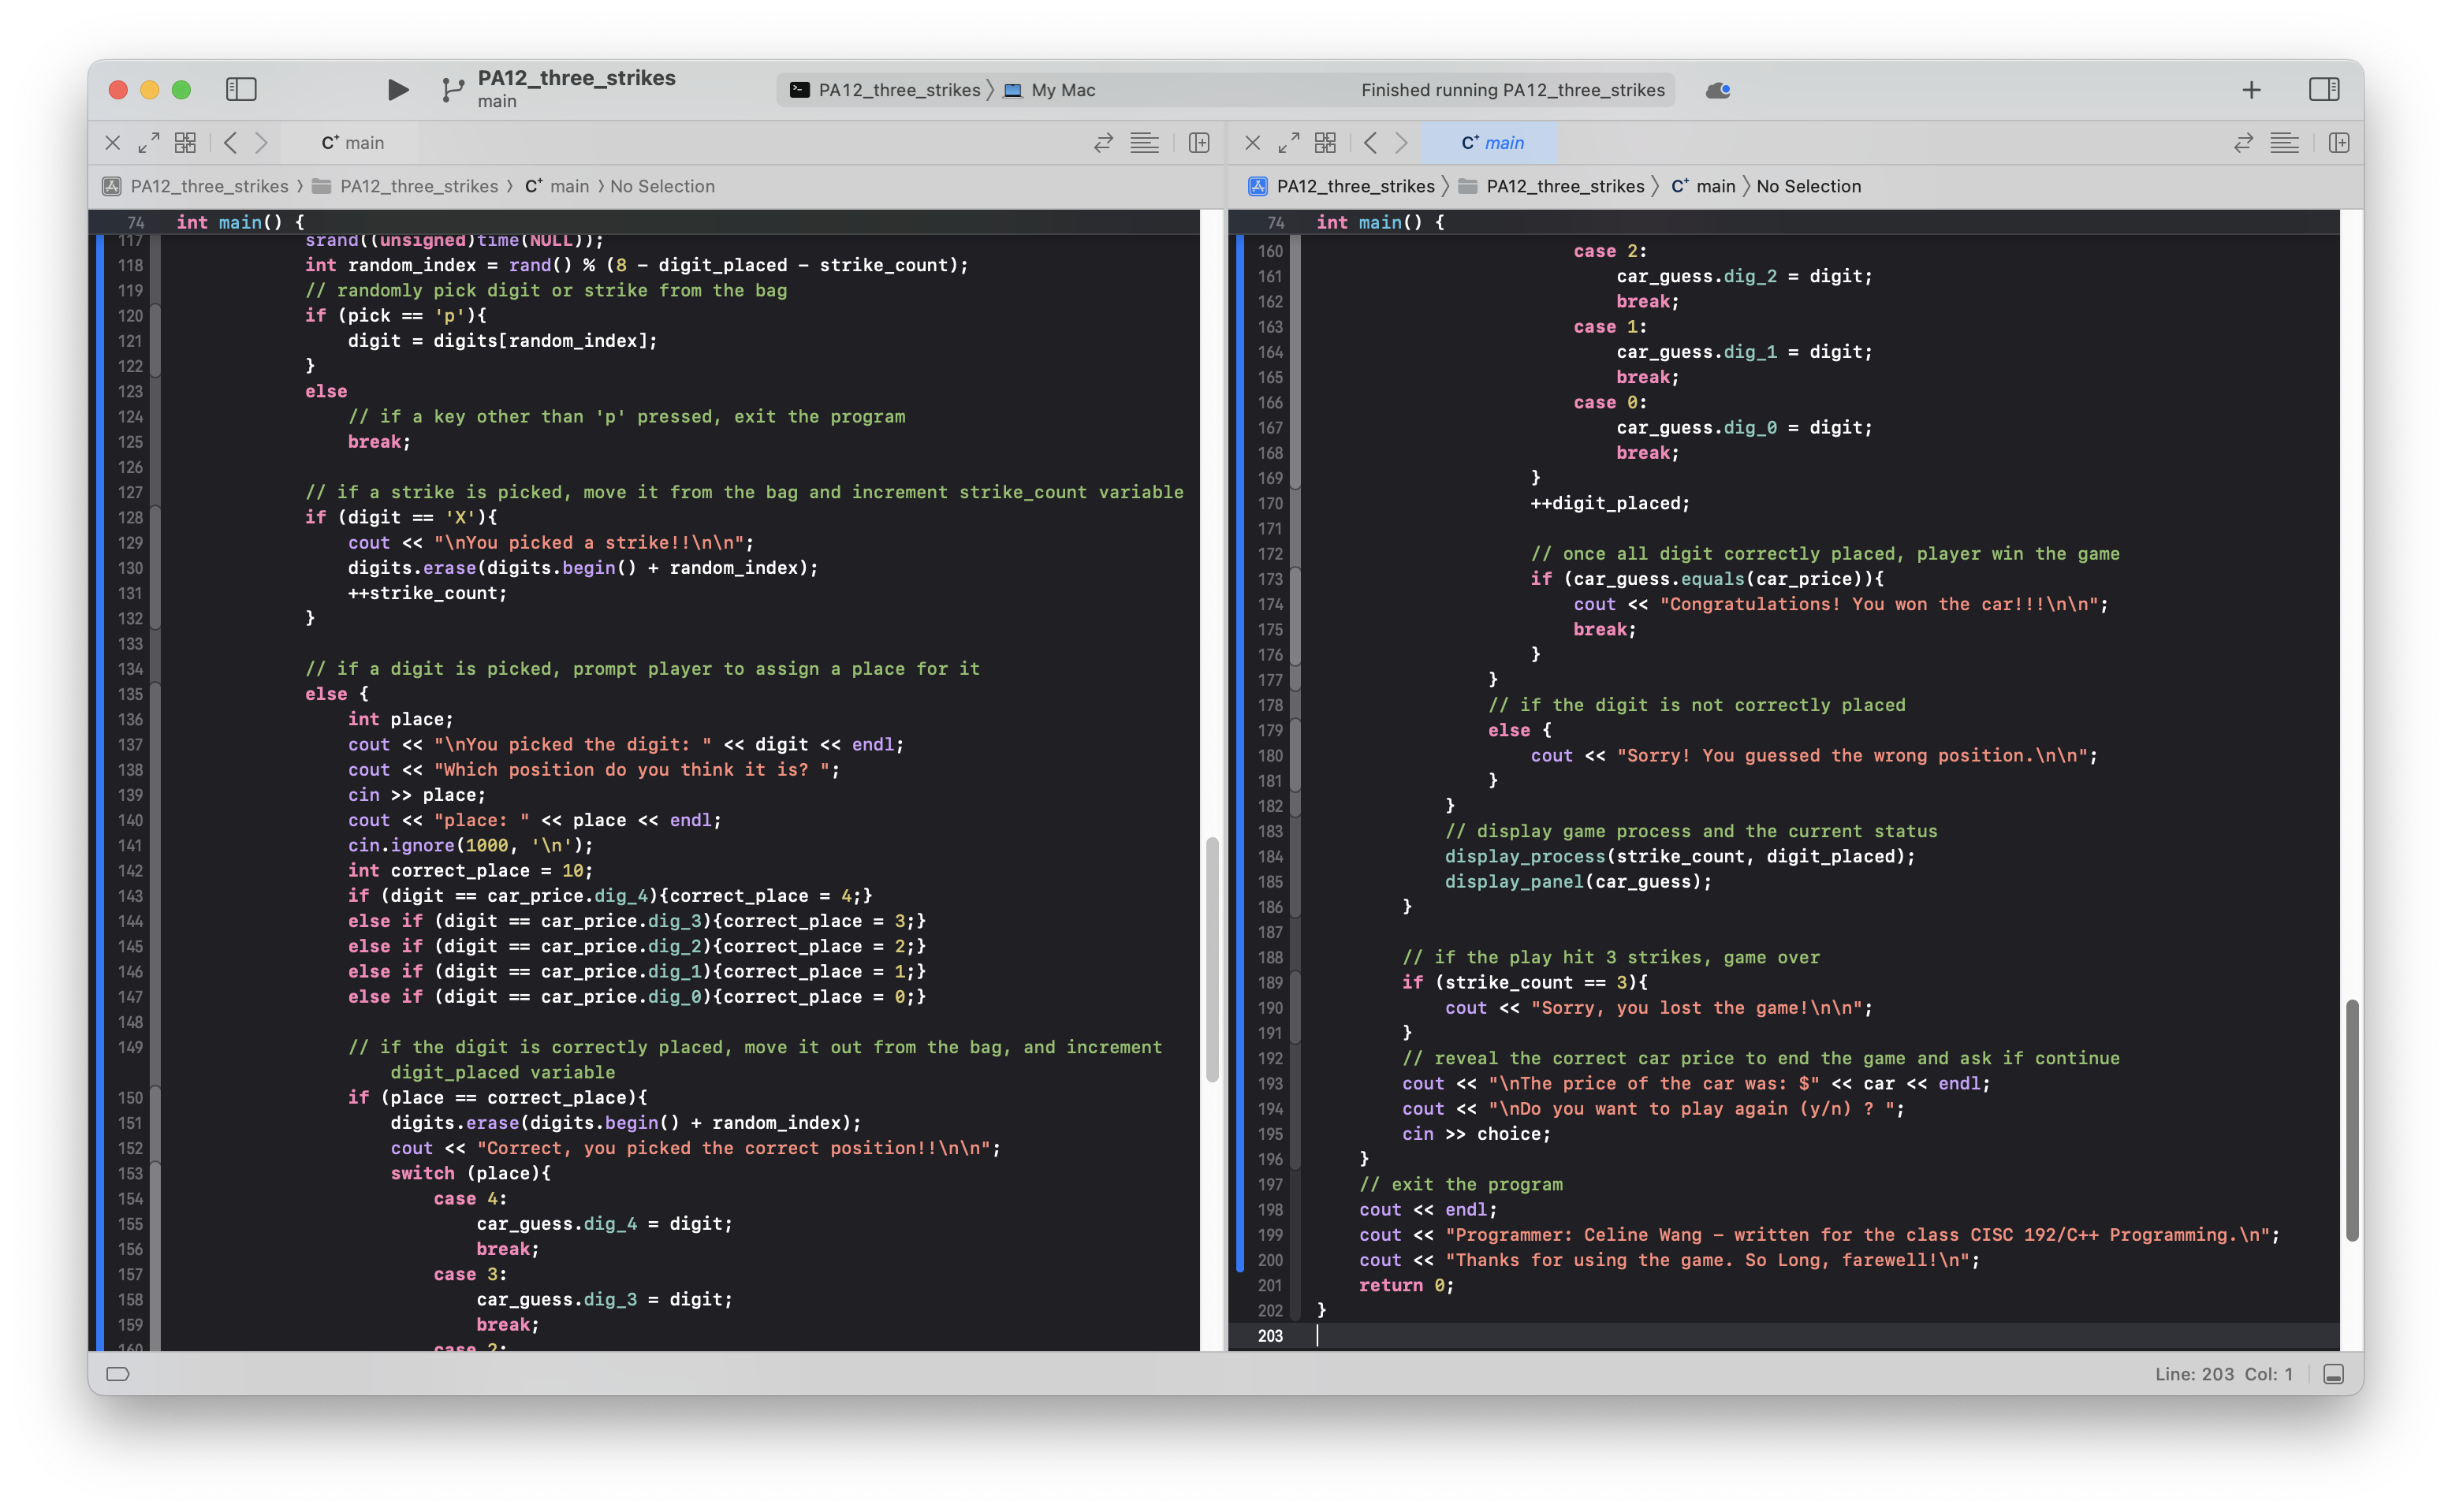 PA12_three_strikes
main
PA12_three_strikes 〉 My Mac
Finished running PA12_three_strikes
C⁺ main
PA12_three_strikes 〉 PA12_three_strikes 〉 C⁺ main 〉 No Selection
74 int main() {
117 srand((unsigned)time(NULL));
118 int random_index = rand() % (8 - digit_placed - strike_count);
119 // randomly pick digit or strike from the bag
120 if (pick == 'p'){
121 digit = digits[random_index];
122 }
123 else
124 // if a key other than 'p' pressed, exit the program
125 break;
126
127 // if a strike is picked, move it from the bag and increment strike_count variable
128 if (digit == 'X'){
129 cout << "\nYou picked a strike!!\n\n";
130 digits.erase(digits.begin() + random_index);
131 ++strike_count;
132 }
133
134 // if a digit is picked, prompt player to assign a place for it
135 else {
136 int place;
137 cout << "\nYou picked the digit: " << digit << endl;
138 cout << "Which position do you think it is? ";
139 cin >> place;
140 cout << "place: " << place << endl;
141 cin.ignore(1000, '\n');
142 int correct_place = 10;
143 if (digit == car_price.dig_4){correct_place = 4;}
144 else if (digit == car_price.dig_3){correct_place = 3;}
145 else if (digit == car_price.dig_2){correct_place = 2;}
146 else if (digit == car_price.dig_1){correct_place = 1;}
147 else if (digit == car_price.dig_0){correct_place = 0;}
148
149 // if the digit is correctly placed, move it out from the bag, and increment
digit_placed variable
150 if (place == correct_place){
151 digits.erase(digits.begin() + random_index);
152 cout << "Correct, you picked the correct position!!\n\n";
153 switch (place){
154 case 4:
155 car_guess.dig_4 = digit;
156 break;
157 case 3:
158 car_guess.dig_3 = digit;
159 break;
160 case 2:
C⁺ main
PA12_three_strikes 〉 PA12_three_strikes 〉 C⁺ main 〉 No Selection
74 int main() {
160 case 2:
161 car_guess.dig_2 = digit;
162 break;
163 case 1:
164 car_guess.dig_1 = digit;
165 break;
166 case 0:
167 car_guess.dig_0 = digit;
168 break;
169 }
170 ++digit_placed;
171
172 // once all digit correctly placed, player win the game
173 if (car_guess.equals(car_price)){
174 cout << "Congratulations! You won the car!!!\n\n";
175 break;
176 }
177 }
178 // if the digit is not correctly placed
179 else {
180 cout << "Sorry! You guessed the wrong position.\n\n";
181 }
182 }
183 // display game process and the current status
184 display_process(strike_count, digit_placed);
185 display_panel(car_guess);
186 }
187
188 // if the play hit 3 strikes, game over
189 if (strike_count == 3){
190 cout << "Sorry, you lost the game!\n\n";
191 }
192 // reveal the correct car price to end the game and ask if continue
193 cout << "\nThe price of the car was: $" << car << endl;
194 cout << "\nDo you want to play again (y/n) ? ";
195 cin >> choice;
196 }
197 // exit the program
198 cout << endl;
199 cout << "Programmer: Celine Wang - written for the class CISC 192/C++ Programming.\n";
200 cout << "Thanks for using the game. So Long, farewell!\n";
201 return 0;
202 }
203
Line: 203 Col: 1